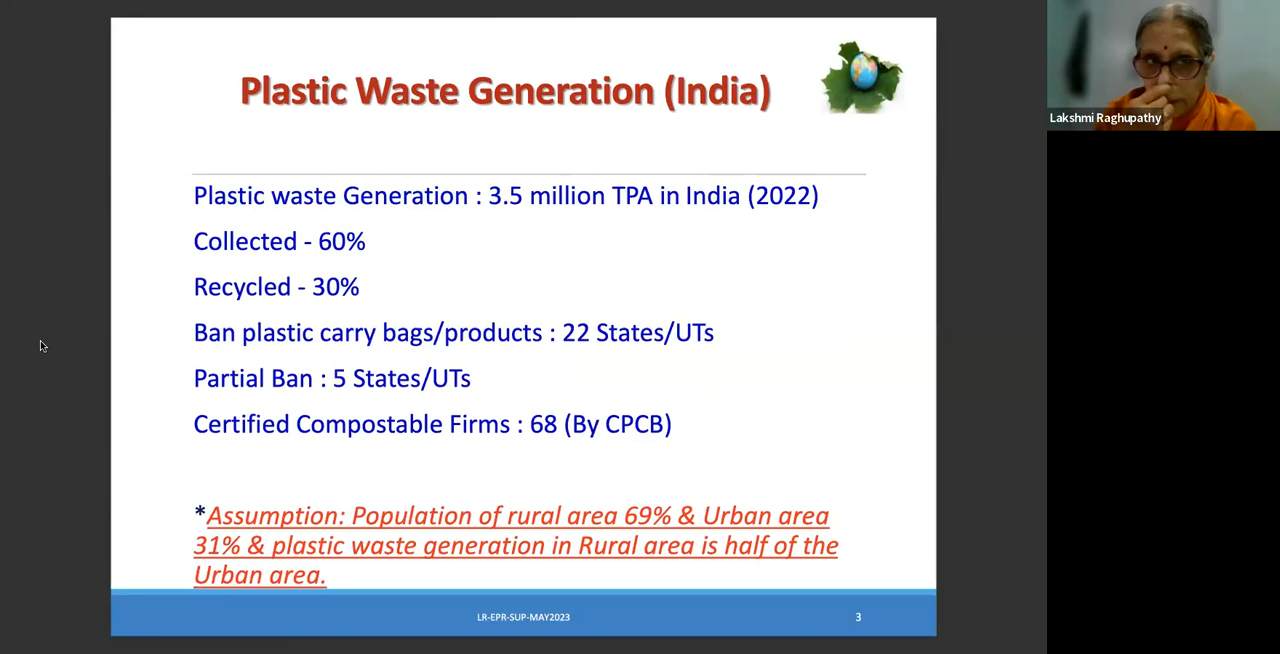 Plastic Waste Generation (India)
Plastic waste Generation : 3.5 million TPA in India (2022)
Collected - 60%
Recycled - 30%
Ban plastic carry bags/products : 22 States/UTs
Partial Ban : 5 States/UTs
Certified Compostable Firms : 68 (By CPCB)
*Assumption: Population of rural area 69% & Urban area
31% & plastic waste generation in Rural area is half of the
Urban area.
LR-EPR-SUP-MAY2023
3
Lakshmi Raghupathy